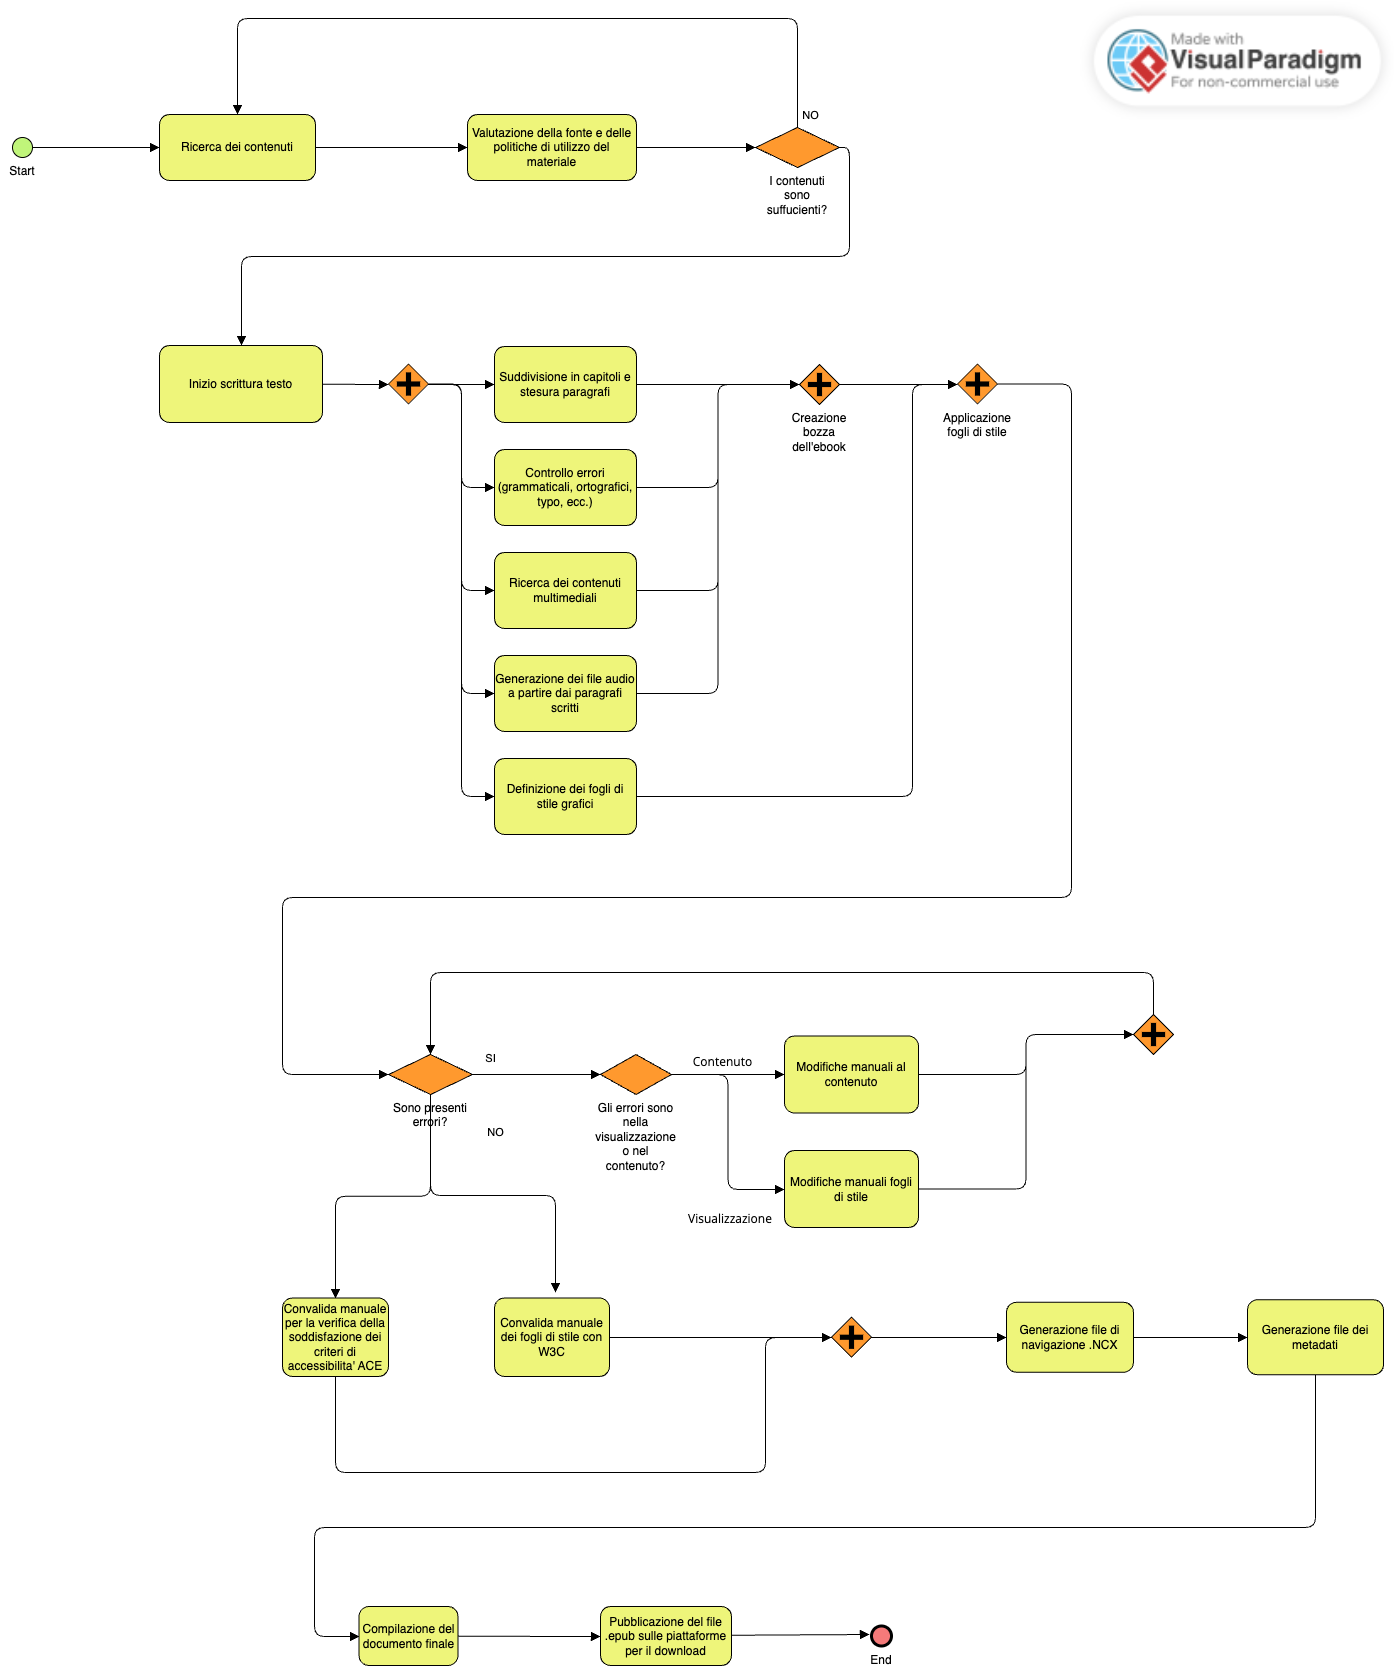 Made with
VisualParadigm
For non-commercial use
NO
Start
Ricerca dei contenuti
Valutazione della fonte e delle
politiche di utilizzo del
materiale
I contenuti
sono
suffucienti?
Inizio scrittura testo
Suddivisione in capitoli e
stesura paragrafi
Creazione
bozza
dell'ebook
Applicazione
fogli di stile
Controllo errori
(grammaticali, ortografici,
typo, ecc.)
Ricerca dei contenuti
multimediali
Generazione dei file audio
a partire dai paragrafi
scritti
Definizione dei fogli di
stile grafici
SI
Sono presenti
errori?
NO
Gli errori sono
nella
visualizzazione
o nel
contenuto?
Contenuto
Modifiche manuali al
contenuto
Modifiche manuali fogli
di stile
Visualizzazione
Convalida manuale
per la verifica della
soddisfazione dei
criteri di
accessibilita' ACE
Convalida manuale
dei fogli di stile con
W3C
Generazione file di
navigazione .NCX
Generazione file dei
metadati
Compilazione del
documento finale
Pubblicazione del file
.epub sulle piattaforme
per il download
End